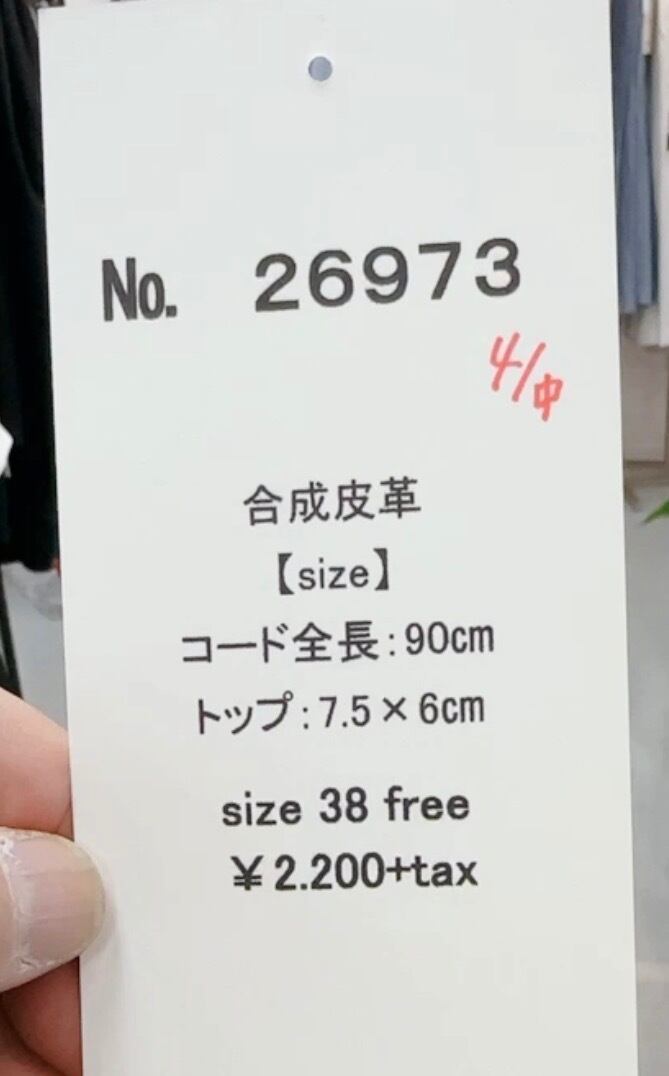 No. 26973
4/中
合成皮革
【size】
コード全長:90cm
トップ:7.5×6cm
size 38 free
¥2.200+tax